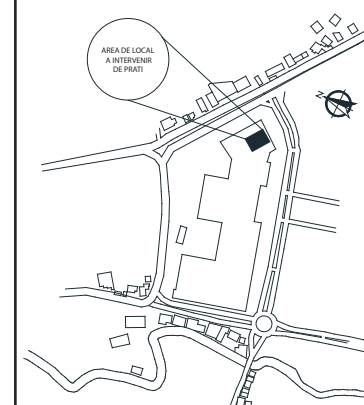 AREA DE LOCAL
A INTERVENIR
DE PRATI
N